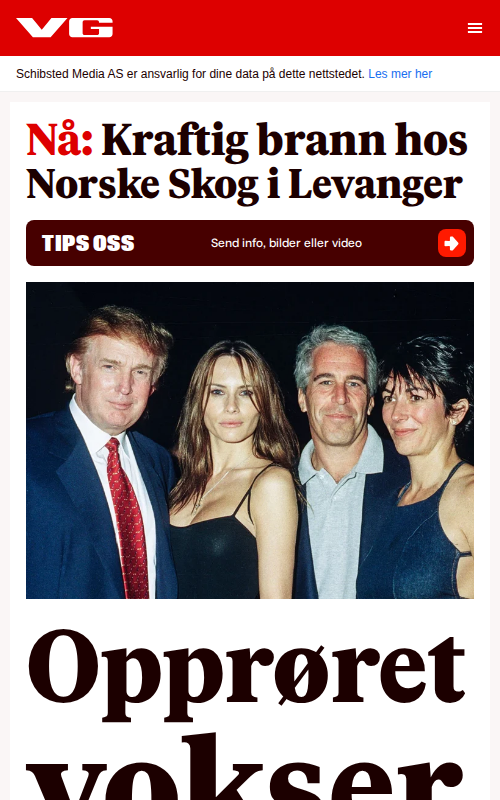 VG
Schibsted Media AS er ansvarlig for dine data på dette nettstedet. Les mer her
Nå: Kraftig brann hos
Norske Skog i Levanger
TIPS OSS
Send info, bilder eller video
Opprøret
vokser